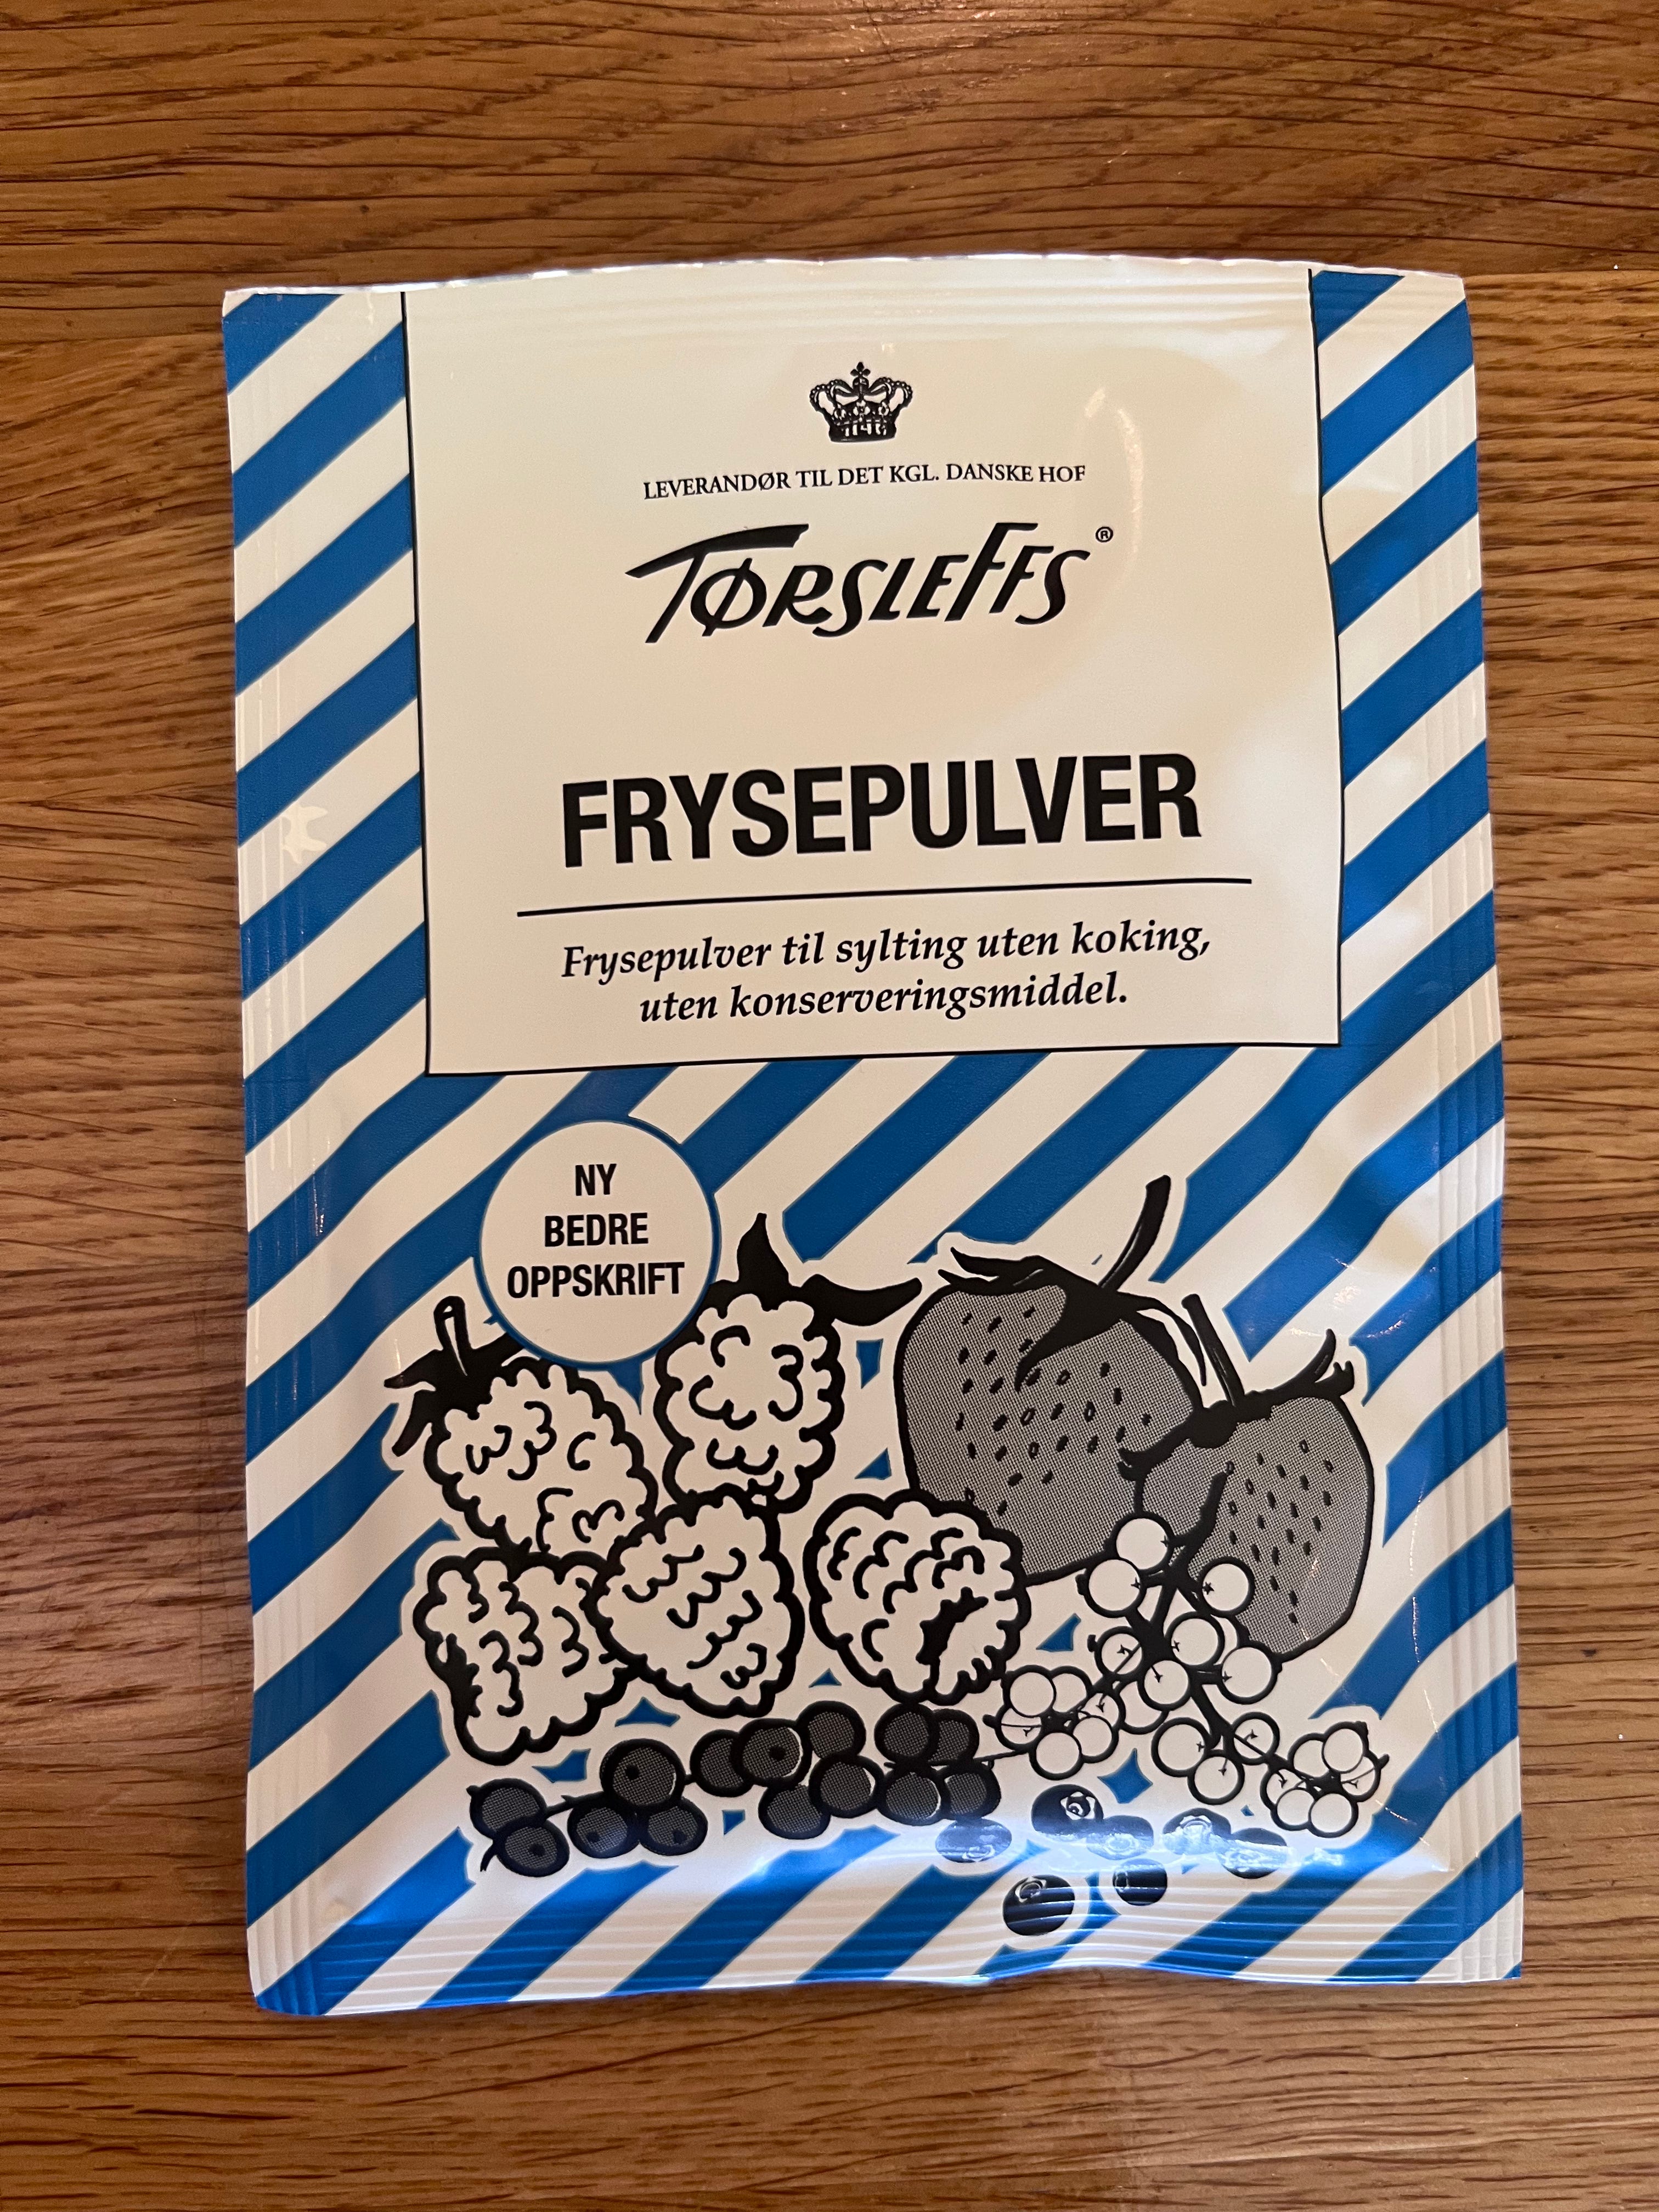 LEVERANDØR TIL DET KGL. DANSKE HOF
TØRSLEFFS®
FRYSEPULVER
Frysepulver til sylting uten koking,
uten konserveringsmiddel.
NY
BEDRE
OPPSKRIFT